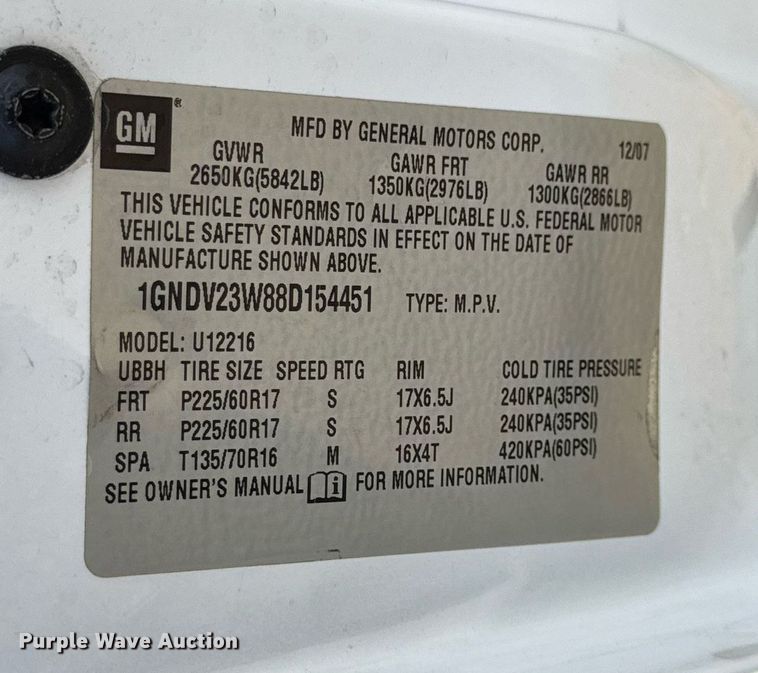 GM®
MFD BY GENERAL MOTORS CORP. 12/07
GVWR GAWR FRT GAWR RR
2650KG(5842LB) 1350KG(2976LB) 1300KG(2866LB)
THIS VEHICLE CONFORMS TO ALL APPLICABLE U.S. FEDERAL MOTOR
VEHICLE SAFETY STANDARDS IN EFFECT ON THE DATE OF
MANUFACTURE SHOWN ABOVE.
1GNDV23W88D154451 TYPE: M.P.V.
MODEL: U12216
UBBH TIRE SIZE SPEED RTG RIM COLD TIRE PRESSURE
FRT P225/60R17 S 17X6.5J 240KPA(35PSI)
RR P225/60R17 S 17X6.5J 240KPA(35PSI)
SPA T135/70R16 M 16X4T 420KPA(60PSI)
SEE OWNER'S MANUAL i FOR MORE INFORMATION.
Purple Wave Auction